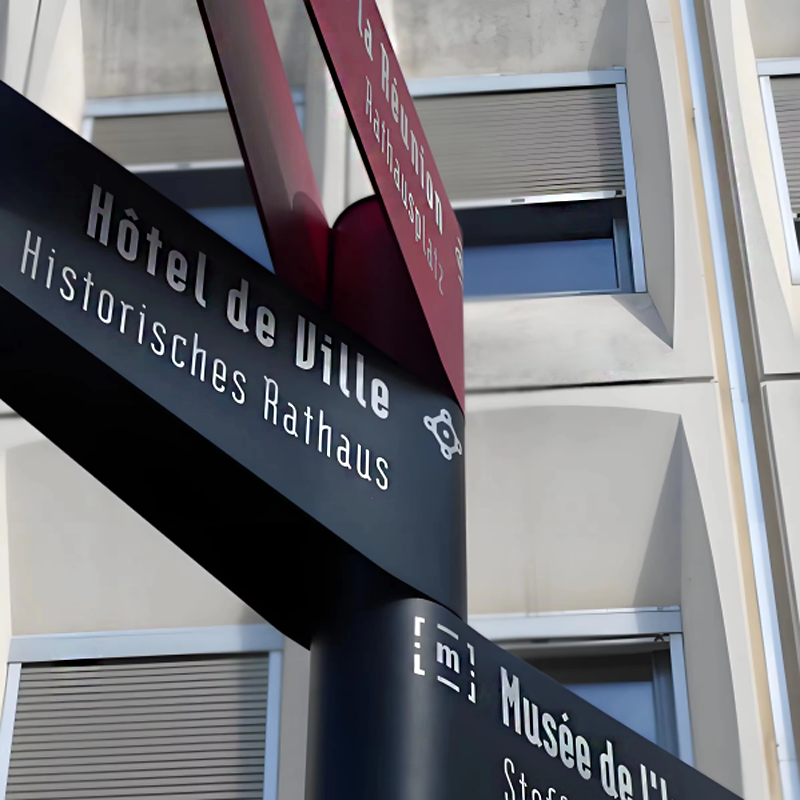 la Réunion
Rathausplatz
Hôtel de Ville
Historisches Rathaus
m
Musée de l'